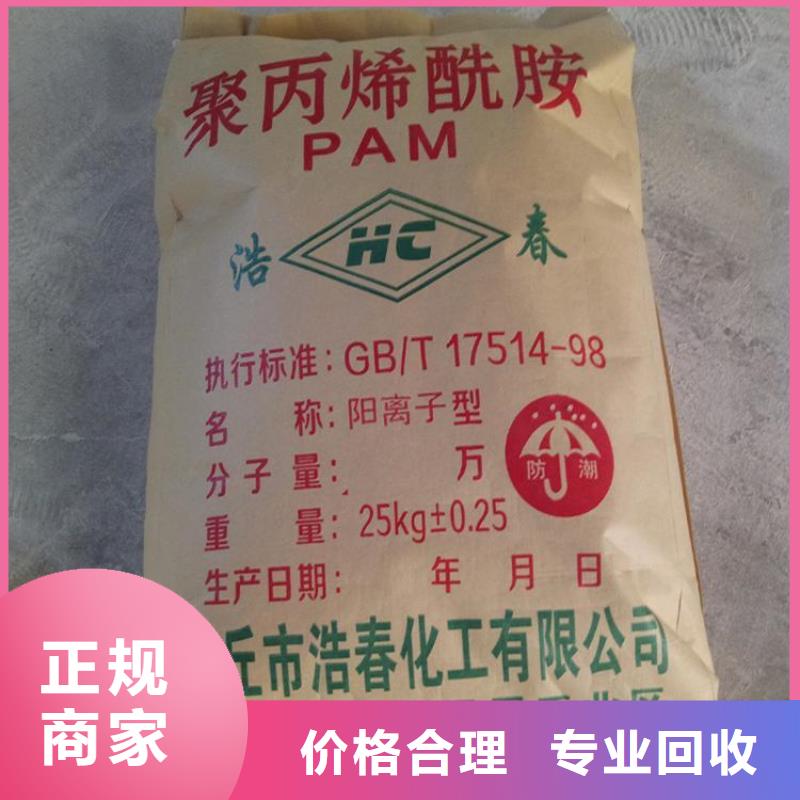 聚丙烯酰胺
PAM
浩 HC 春
执行标准: GB/T 17514-98
名 称: 阳离子型
分子量: 万
防潮
重 量: 25kg±0.25
生产日期: 年 月 日
丘市浩春化工有限公司
正规
商家
价格合理 专业回收